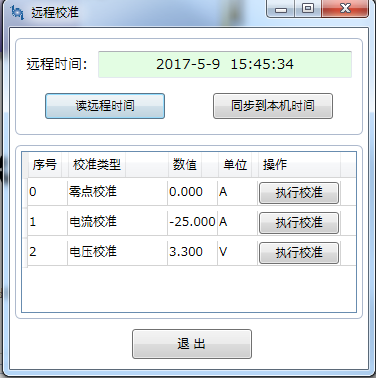 远程校准
远程时间： 2017-5-9 15:45:34
读远程时间 同步到本机时间
序号 校准类型 数值 单位 操作
0 零点校准 0.000 A 执行校准
1 电流校准 -25.000 A 执行校准
2 电压校准 3.300 V 执行校准
退 出